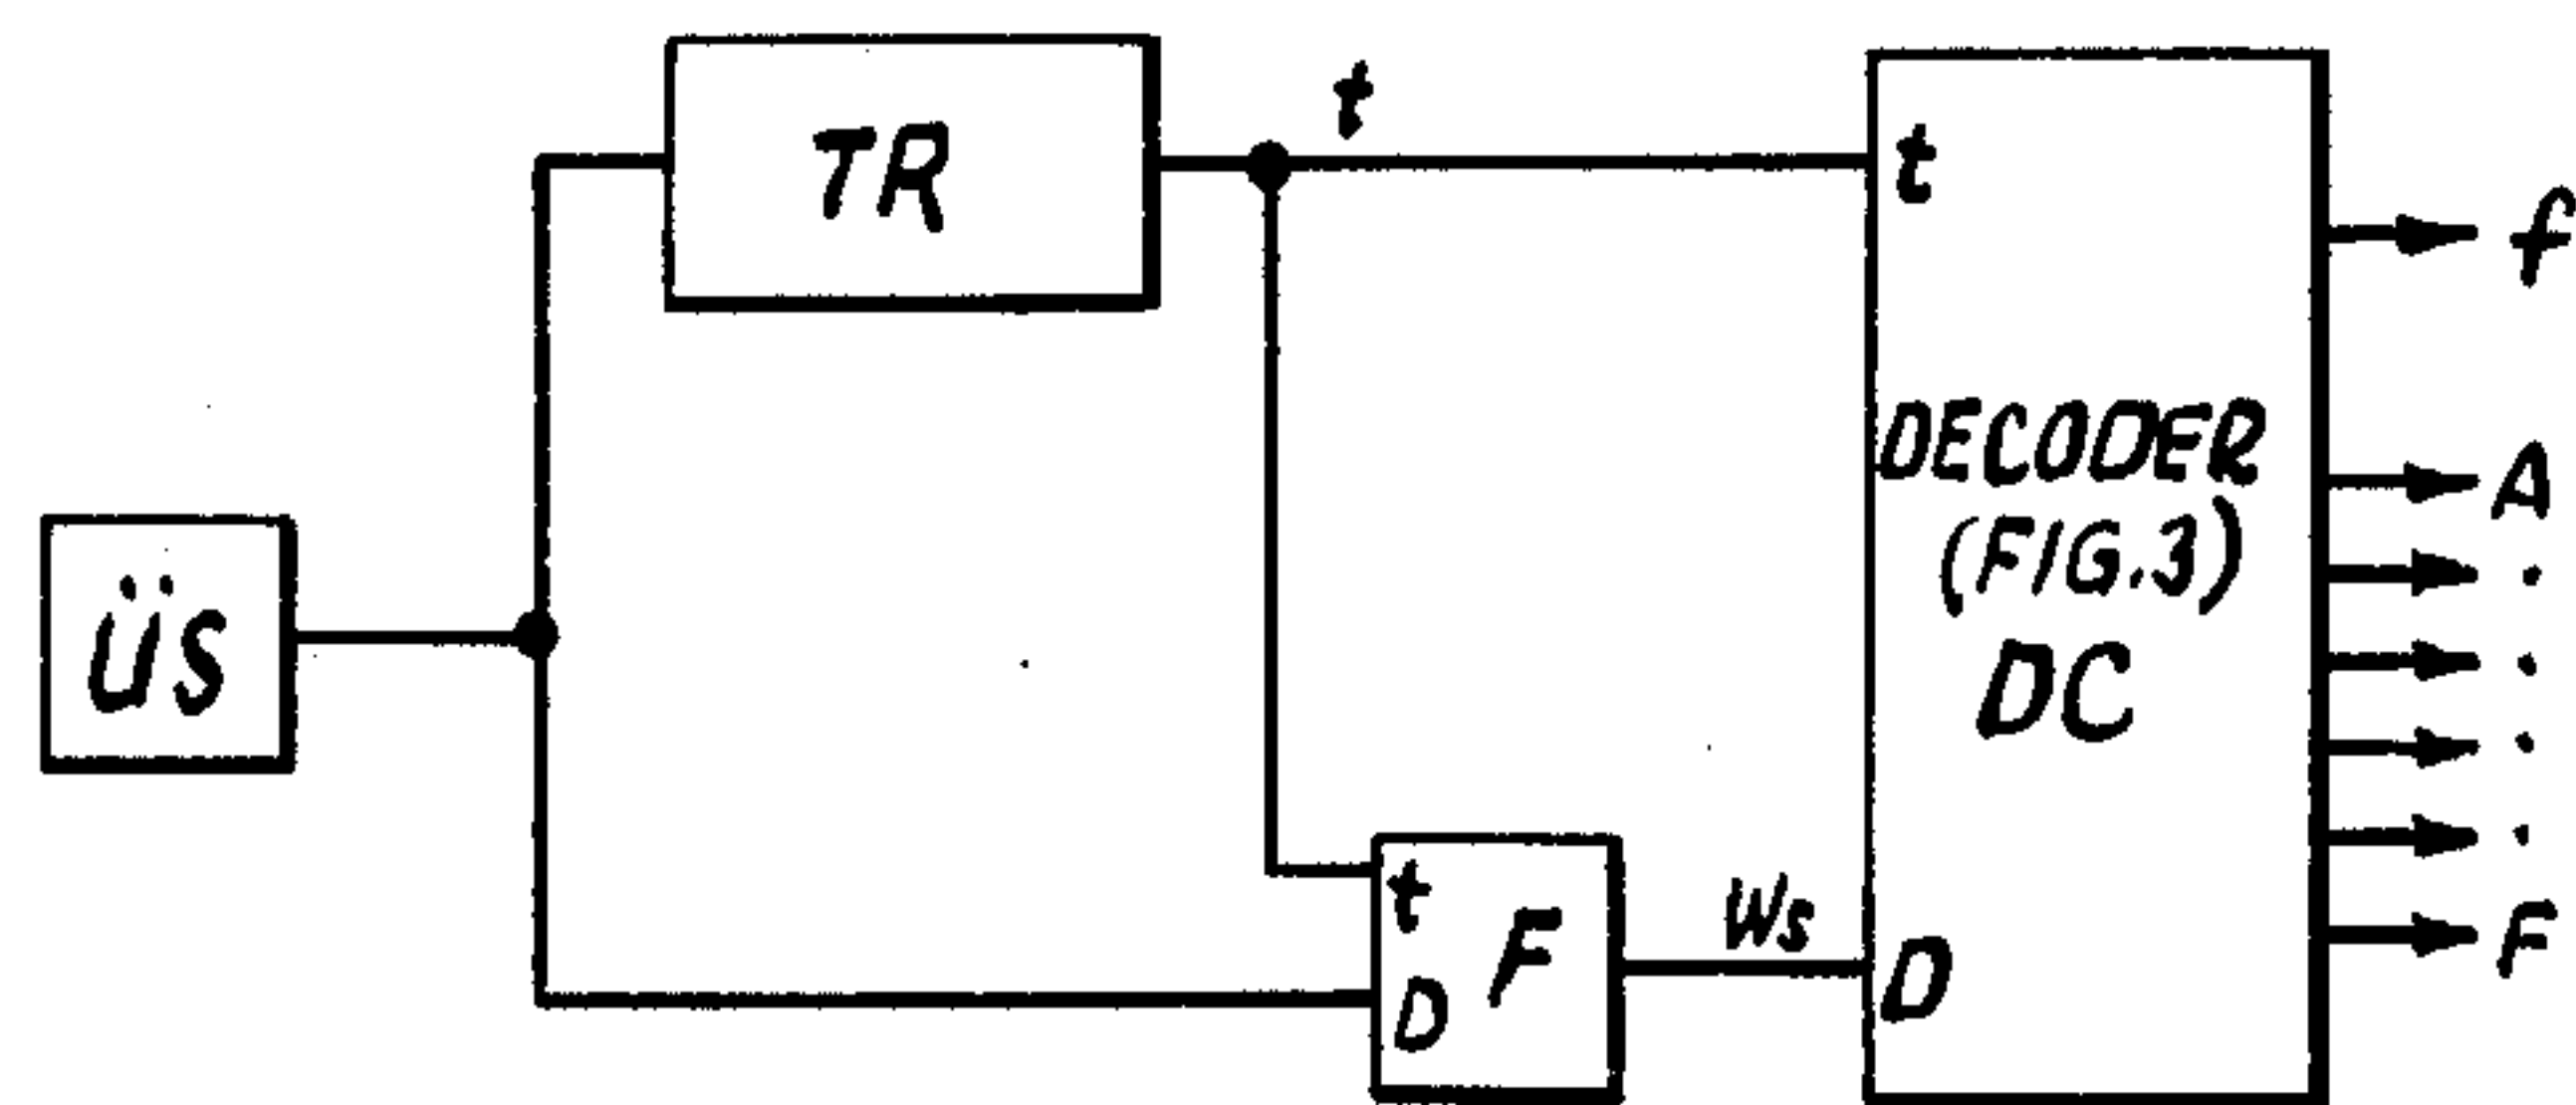 TR
t
t
f
DECODER
(FIG.3)
DC
A
.
.
.
.
F
üs
t
F
D
Ws
D